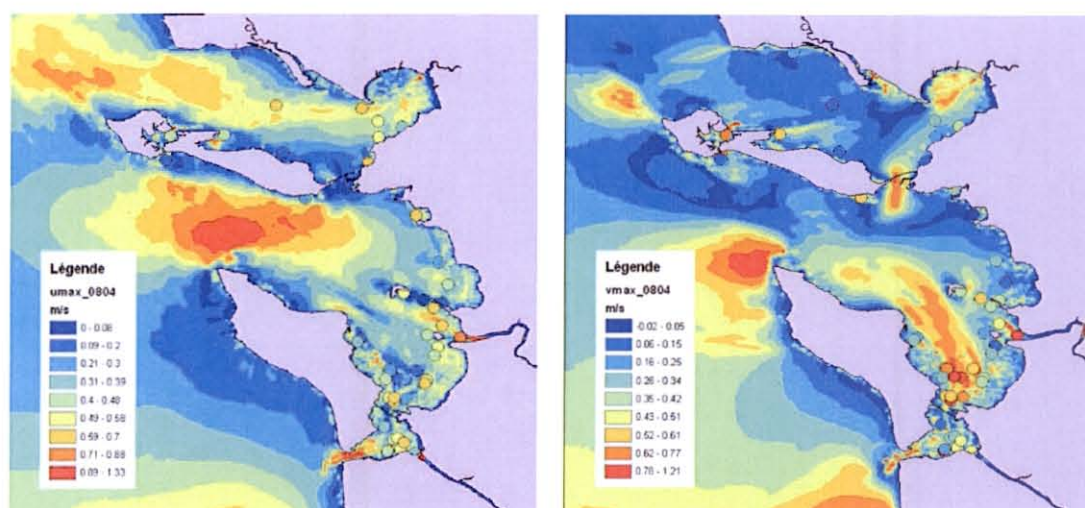 Légende
umax_0804
m/s
0 - 0.08
0.09 - 0.2
0.21 - 0.3
0.31 - 0.39
0.4 - 0.48
0.49 - 0.58
0.59 - 0.7
0.71 - 0.88
0.89 - 1.33
Légende
vmax_0804
m/s
-0.02 - 0.05
0.06 - 0.15
0.16 - 0.25
0.26 - 0.34
0.35 - 0.42
0.43 - 0.51
0.52 - 0.61
0.62 - 0.77
0.78 - 1.21